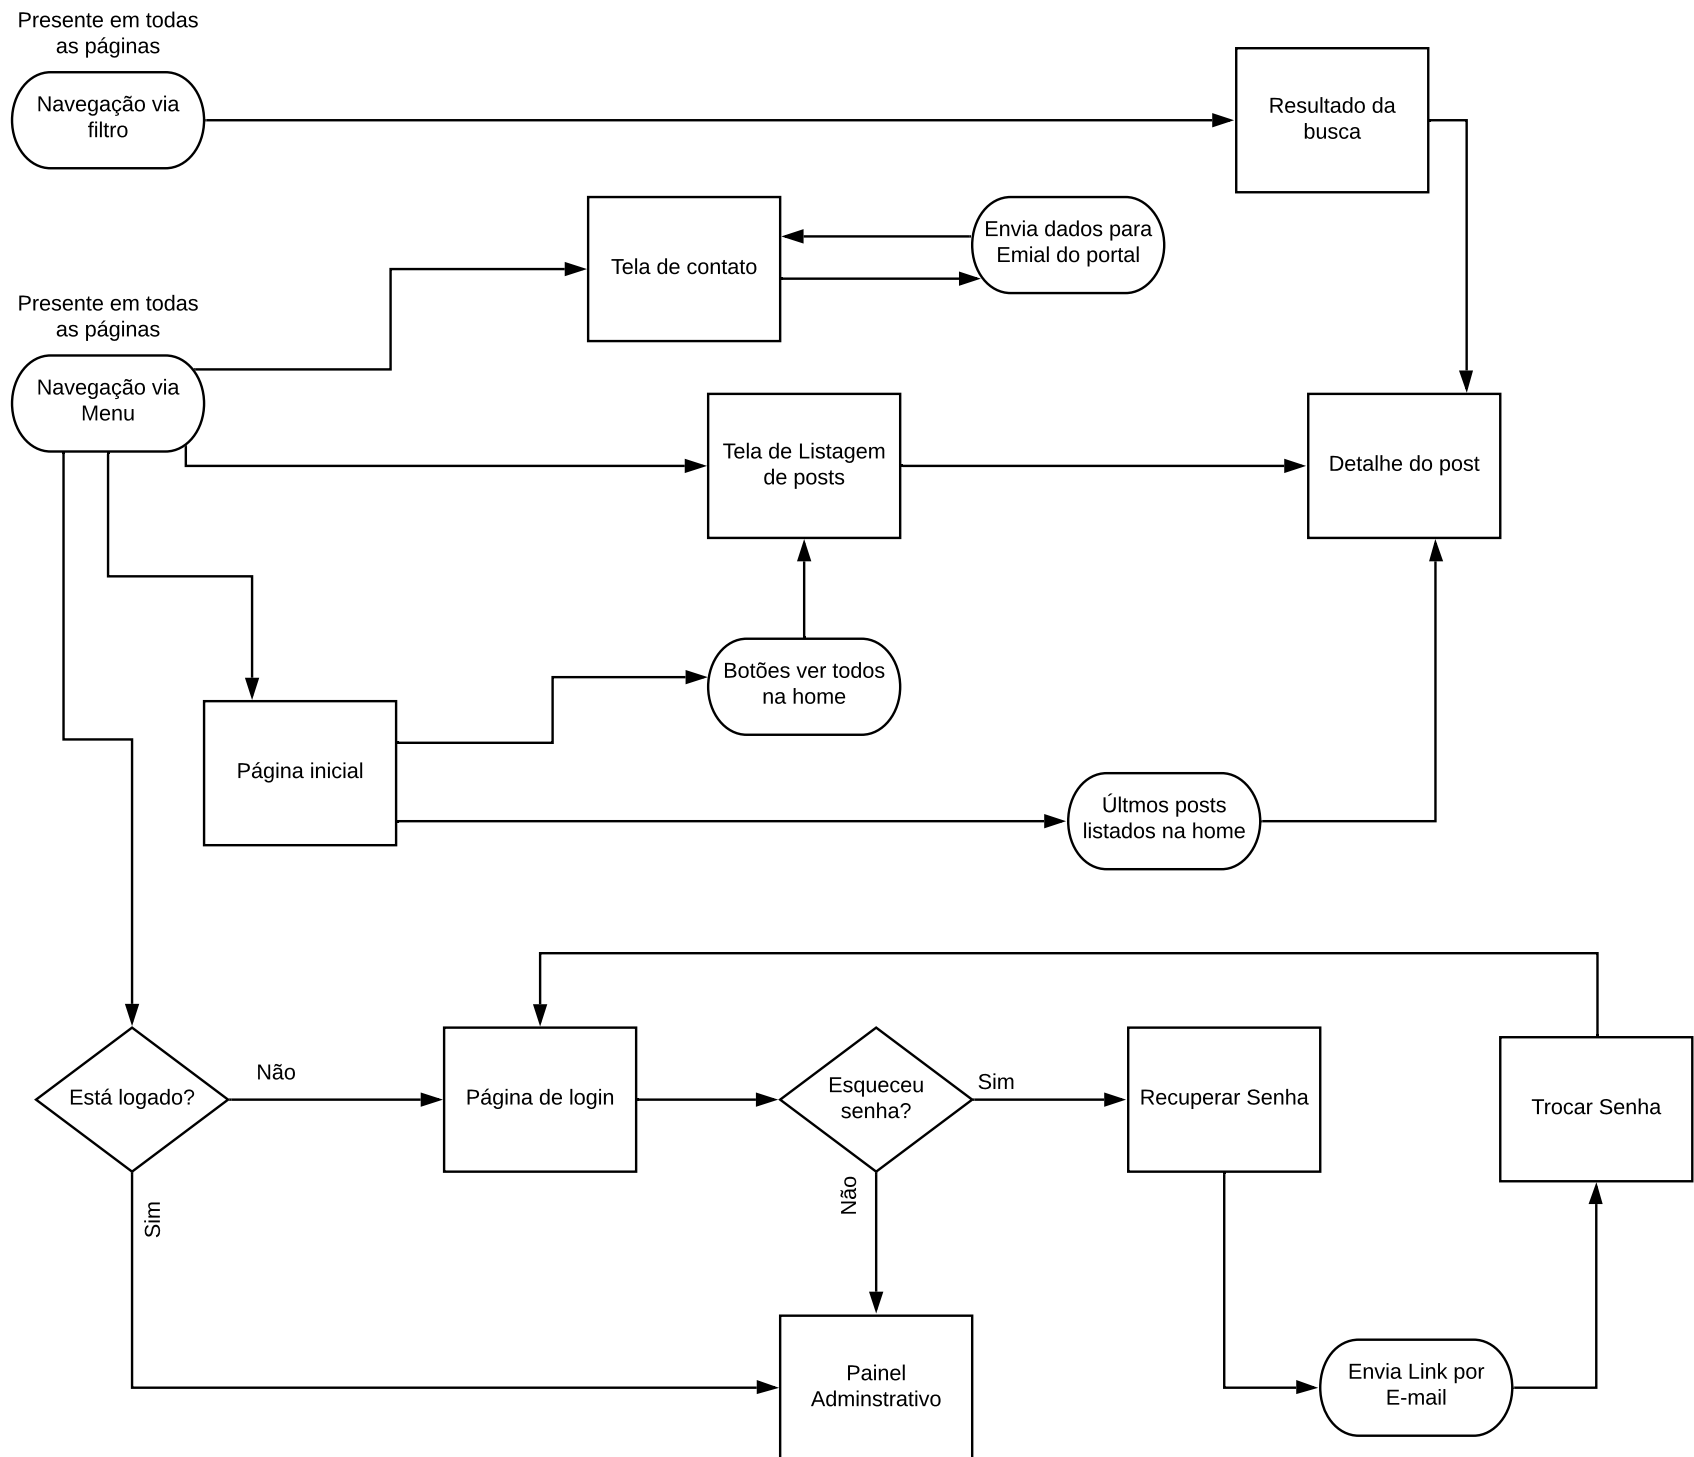 Presente em todas
as páginas
Navegação via
filtro
Resultado da
busca
Tela de contato
Envia dados para
Emial do portal
Presente em todas
as páginas
Navegação via
Menu
Tela de Listagem
de posts
Detalhe do post
Botões ver todos
na home
Página inicial
Últmos posts
listados na home
Está logado?
Não
Página de login
Esqueceu
senha?
Sim
Recuperar Senha
Trocar Senha
Sim
Não
Painel
Adminstrativo
Envia Link por
E-mail